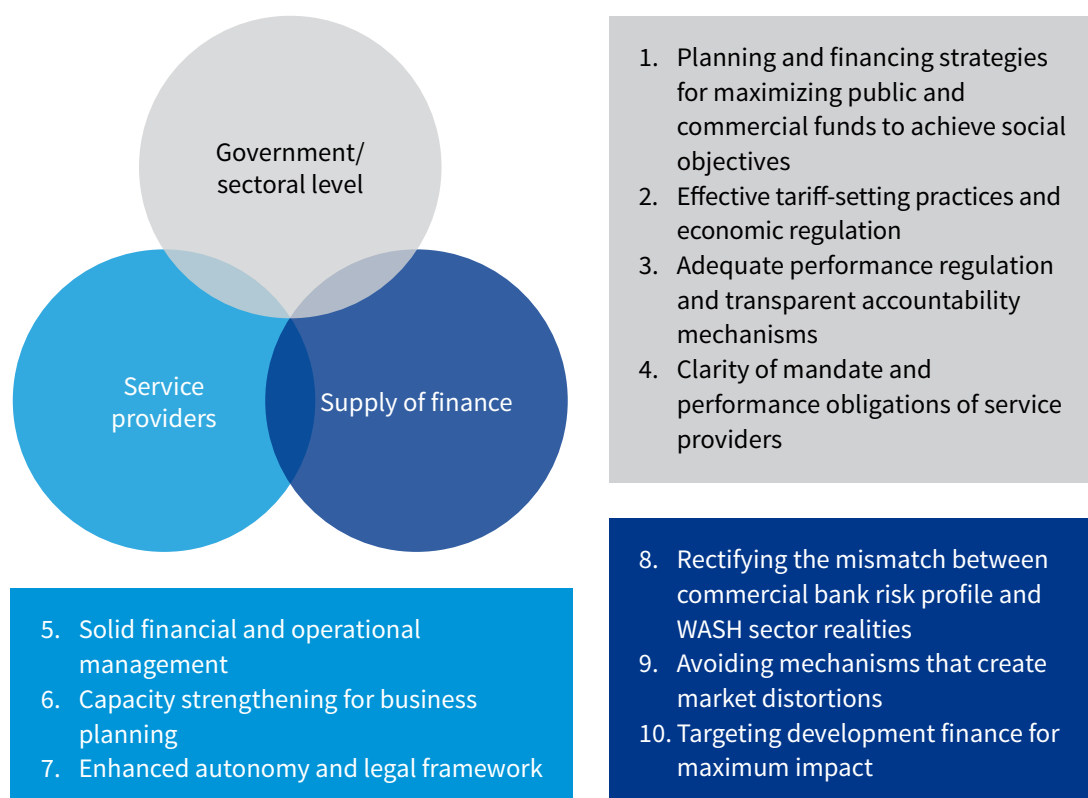 Government/
sectoral level
Service
providers
Supply of finance
1. Planning and financing strategies
for maximizing public and
commercial funds to achieve social
objectives
2. Effective tariff-setting practices and
economic regulation
3. Adequate performance regulation
and transparent accountability
mechanisms
4. Clarity of mandate and
performance obligations of service
providers
5. Solid financial and operational
management
6. Capacity strengthening for business
planning
7. Enhanced autonomy and legal framework
8. Rectifying the mismatch between
commercial bank risk profile and
WASH sector realities
9. Avoiding mechanisms that create
market distortions
10. Targeting development finance for
maximum impact